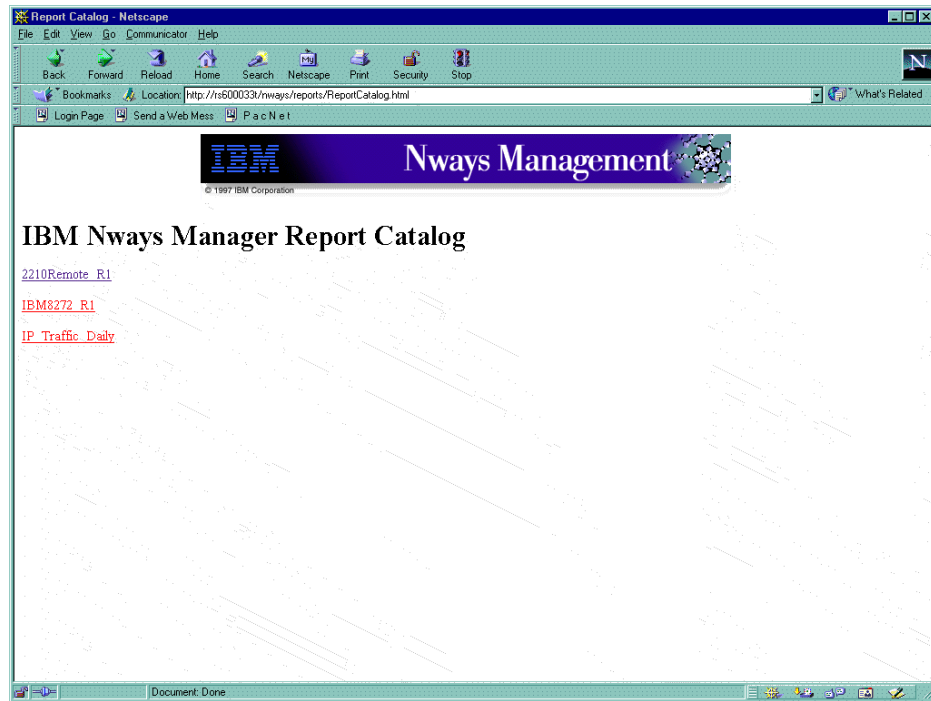 Report Catalog - Netscape
File Edit View Go Communicator Help
Back Forward Reload Home Search Netscape Print Security Stop
My
N
Bookmarks Location: http://rs600033t/nways/reports/ReportCatalog.html What's Related
Login Page Send a Web Mess P a c N e t
IBM Nways Management
© 1997 IBM Corporation
IBM Nways Manager Report Catalog
2210Remote_R1
IBM8272_R1
IP_Traffic_Daily
Document: Done